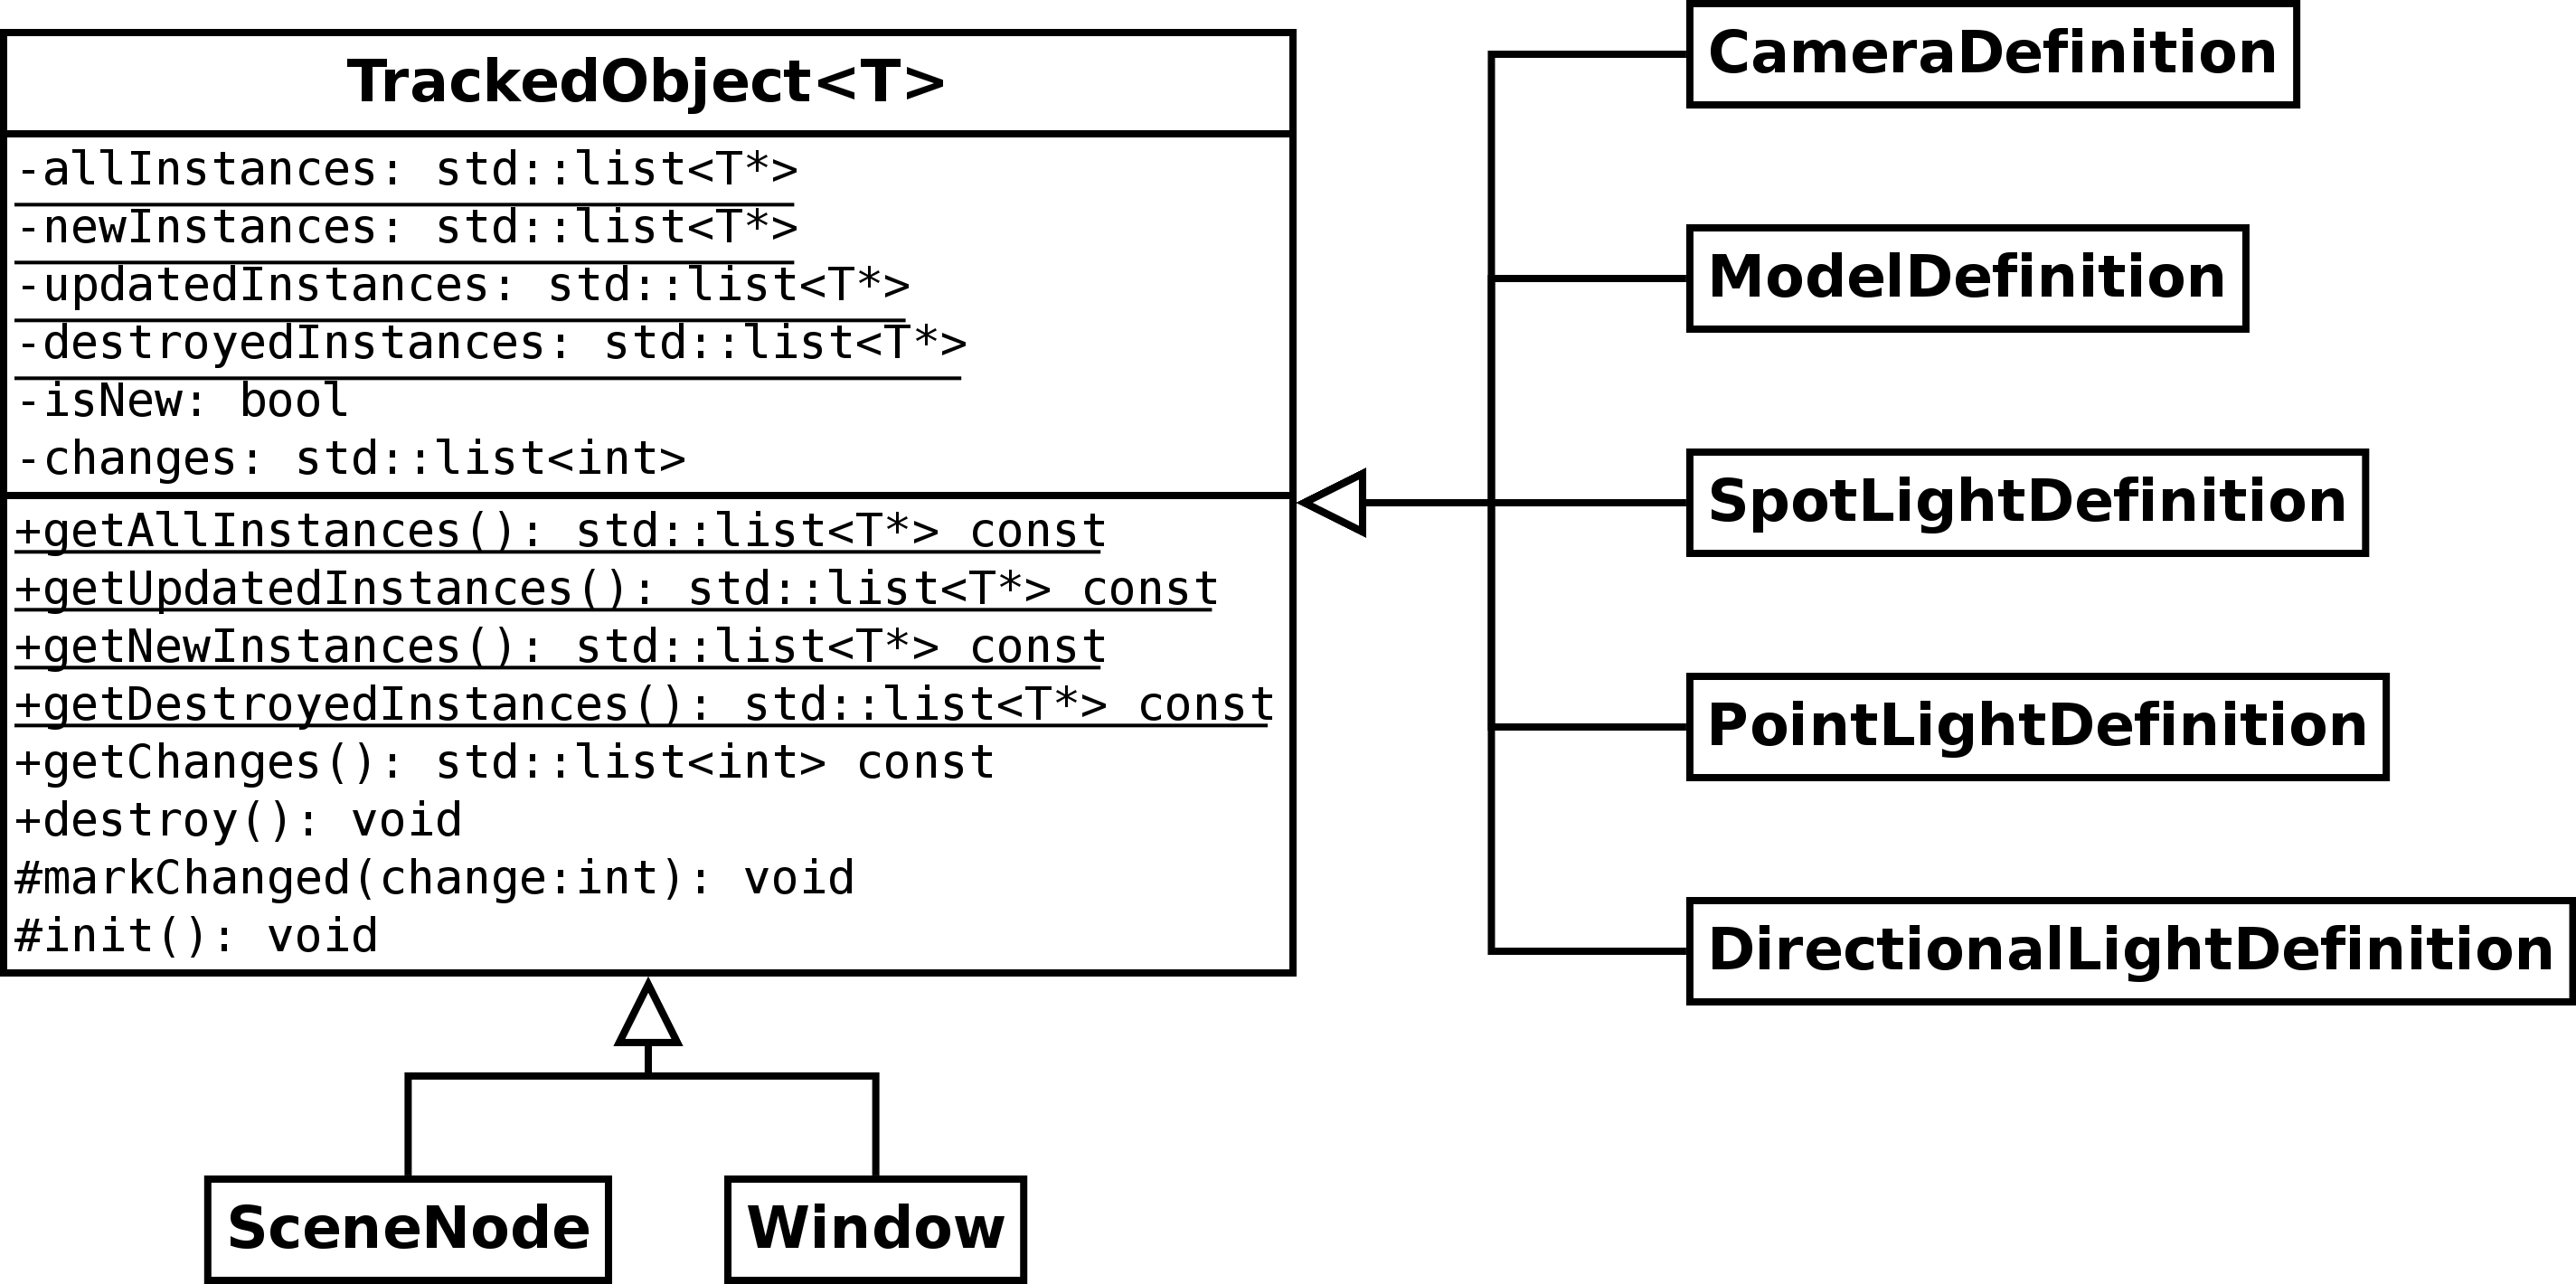 TrackedObject<T>
-allInstances: std::list<T*>
-newInstances: std::list<T*>
-updatedInstances: std::list<T*>
-destroyedInstances: std::list<T*>
-isNew: bool
-changes: std::list<int>
+getAllInstances(): std::list<T*> const
+getUpdatedInstances(): std::list<T*> const
+getNewInstances(): std::list<T*> const
+getDestroyedInstances(): std::list<T*> const
+getChanges(): std::list<int> const
+destroy(): void
#markChanged(change:int): void
#init(): void
CameraDefinition
ModelDefinition
SpotLightDefinition
PointLightDefinition
DirectionalLightDefinition
SceneNode
Window